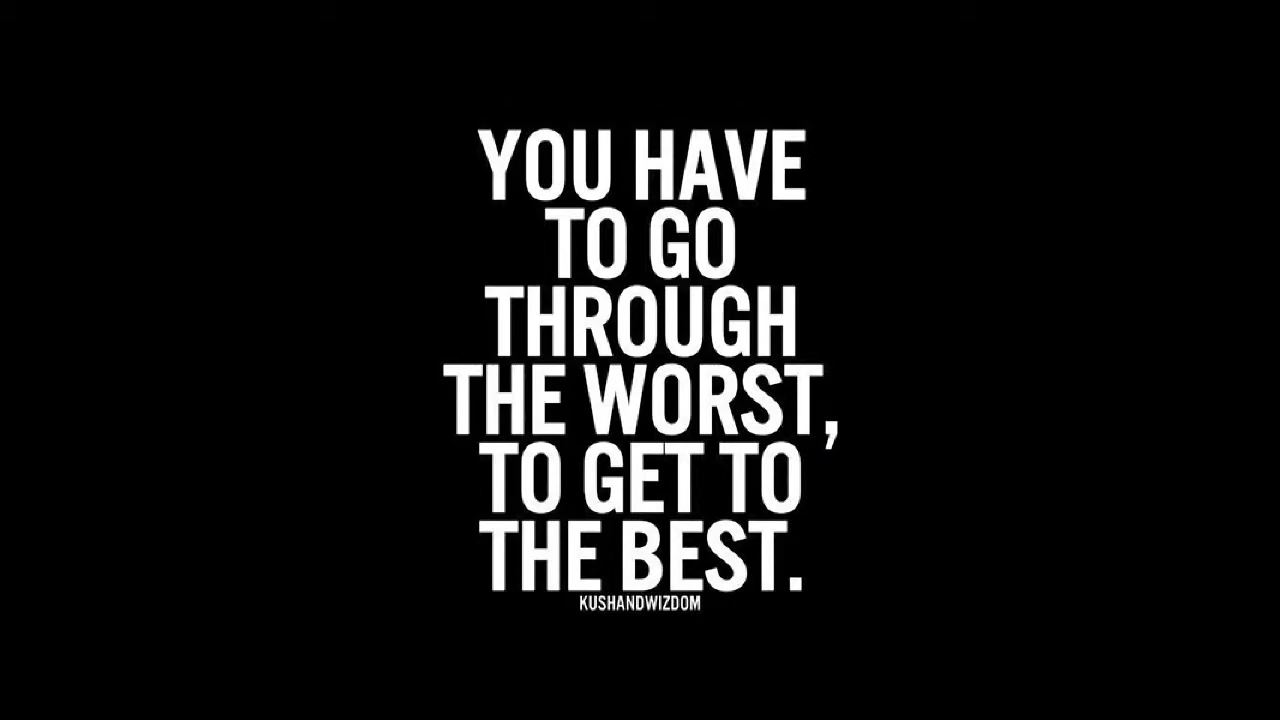 YOU HAVE
TO GO
THROUGH
THE WORST,
TO GET TO
THE BEST.
KUSHANDWIZDOM